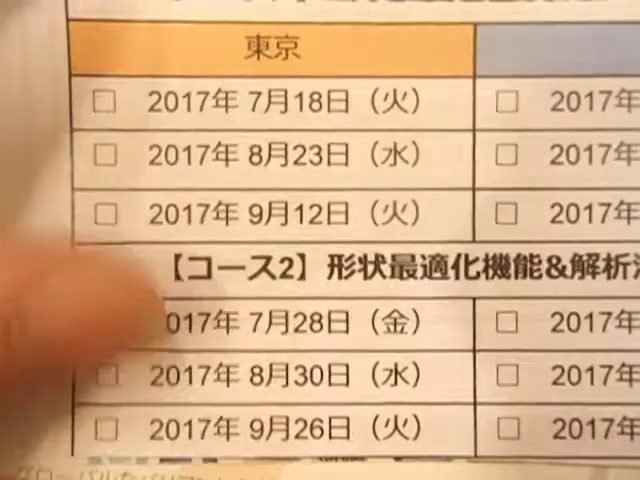 東京
□ 2017年 7月18日（火） □ 2017年
□ 2017年 8月23日（水） □ 2017年
□ 2017年 9月12日（火） □ 2017年
【コース2】形状最適化機能&解析
017年 7月28日（金） □ 2017年
□ 2017年 8月30日（水） □ 2017年
□ 2017年 9月26日（火） □ 2017年